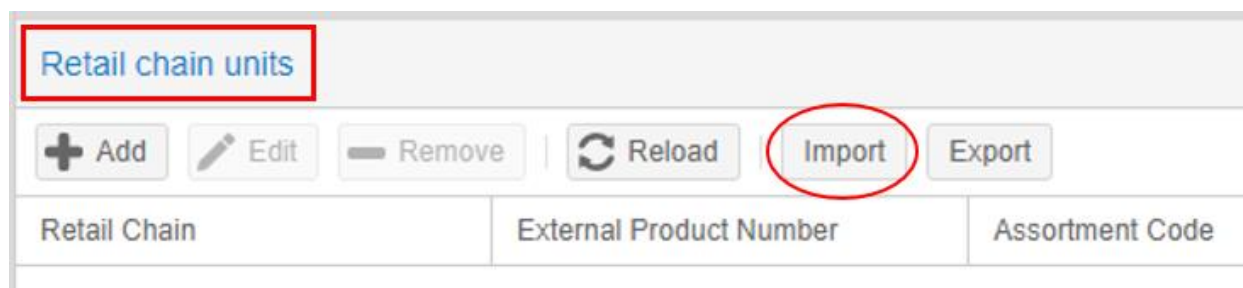 Retail chain units
Add Edit Remove Reload Import Export
Retail Chain External Product Number Assortment Code